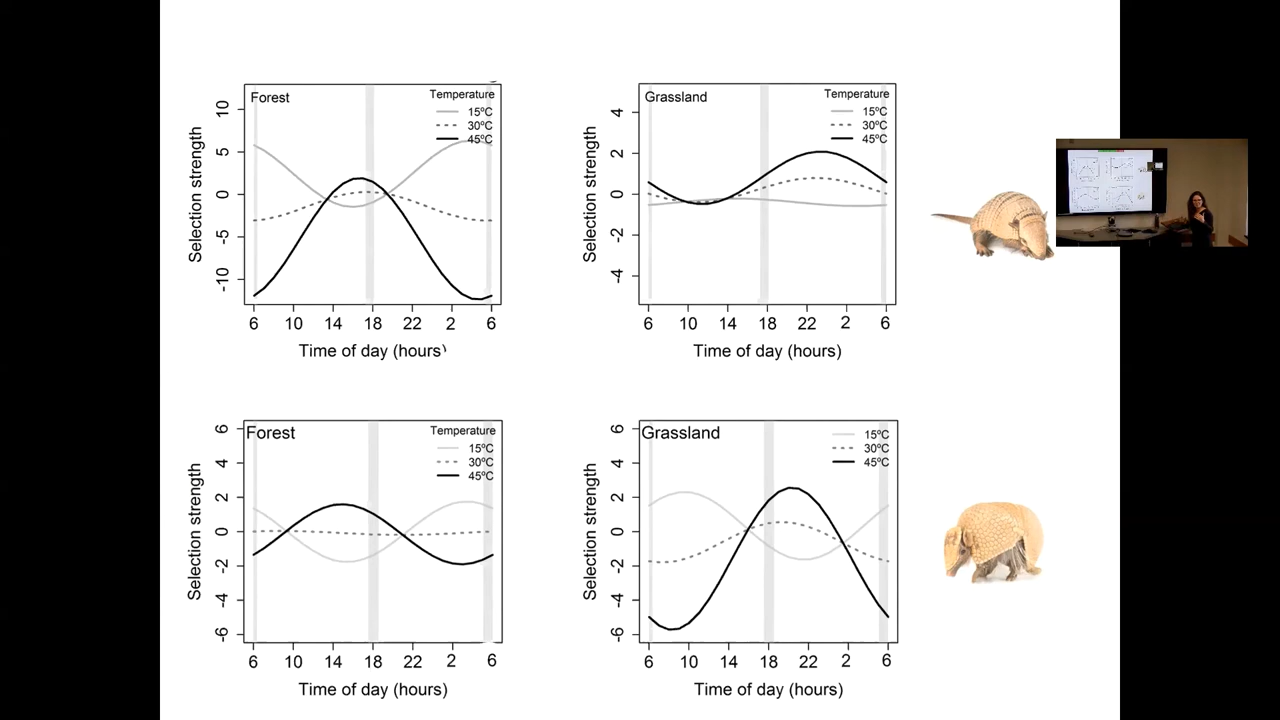 Forest
Temperature
15ºC
30ºC
45ºC
10
5
0
-5
-10
Selection strength
6 10 14 18 22 2 6
Time of day (hours)
Grassland
Temperature
15ºC
30ºC
45ºC
4
2
0
-2
-4
Selection strength
6 10 14 18 22 2 6
Time of day (hours)
Forest
Temperature
15ºC
30ºC
45ºC
6
4
2
0
-2
-4
-6
Selection strength
6 10 14 18 22 2 6
Time of day (hours)
Grassland
15ºC
30ºC
45ºC
6
4
2
0
-2
-4
-6
Selection strength
6 10 14 18 22 2 6
Time of day (hours)